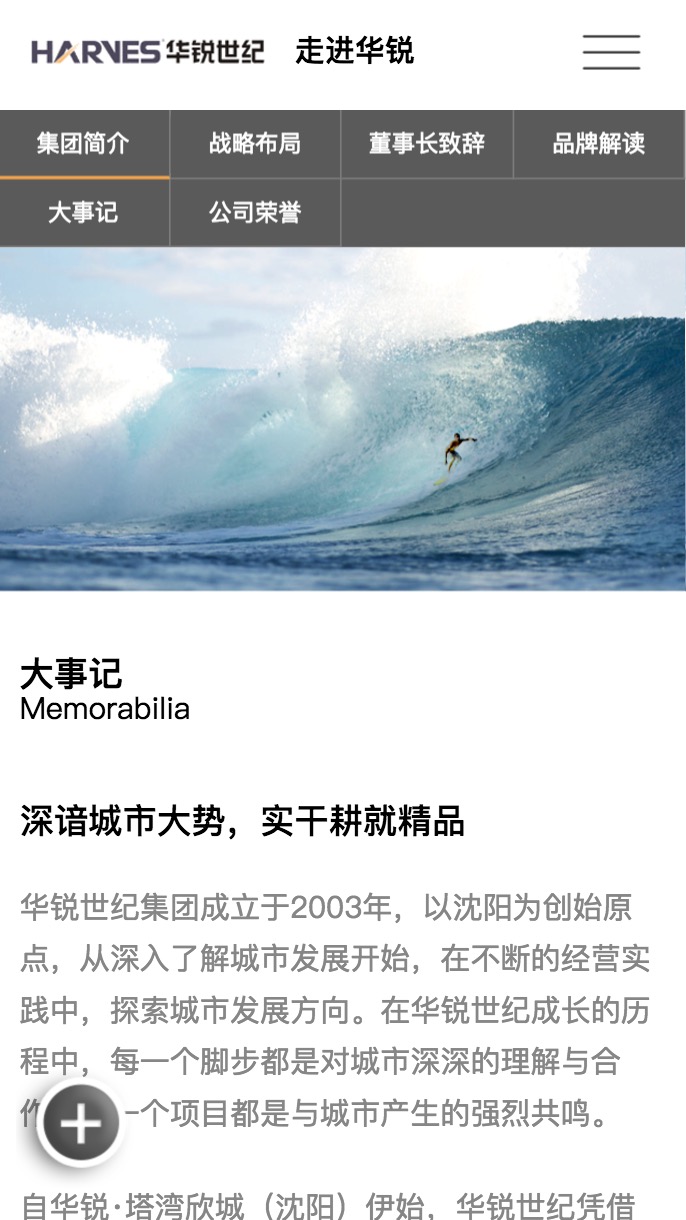 HARVES 华锐世纪 走进华锐
集团简介 战略布局 董事长致辞 品牌解读
大事记 公司荣誉
大事记
Memorabilia
深谙城市大势，实干耕就精品
华锐世纪集团成立于2003年，以沈阳为创始原
点，从深入了解城市发展开始，在不断的经营实
践中，探索城市发展方向。在华锐世纪成长的历
程中，每一个脚步都是对城市深深的理解与合
作 一个项目都是与城市产生的强烈共鸣。
自华锐·塔湾欣城（沈阳）伊始，华锐世纪凭借